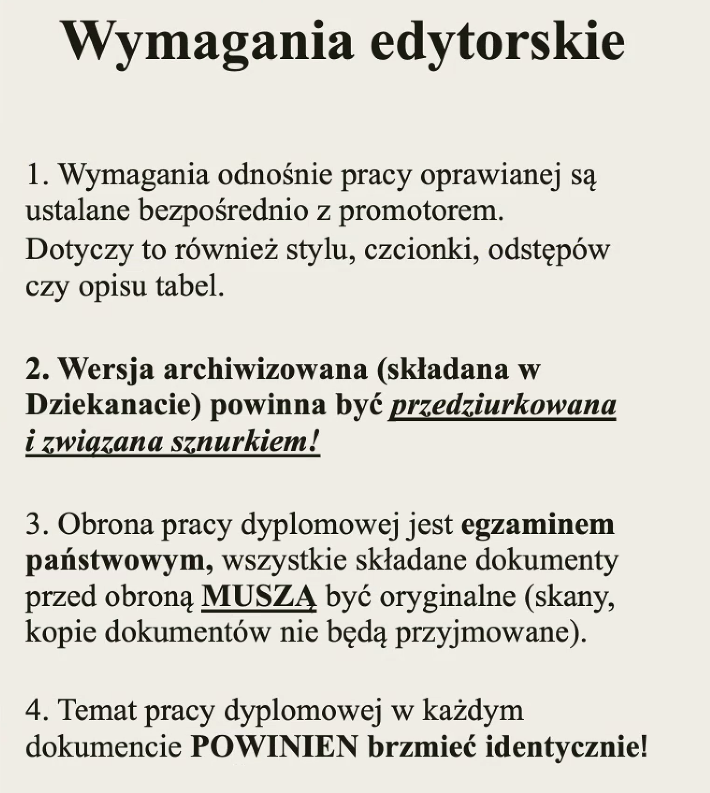 Wymagania edytorskie
1. Wymagania odnośnie pracy oprawianej są
ustalane bezpośrednio z promotorem.
Dotyczy to również stylu, czcionki, odstępów
czy opisu tabel.
2. Wersja archiwizowana (składana w
Dziekanacie) powinna być przedziurkowana
i związana sznurkiem!
3. Obrona pracy dyplomowej jest egzaminem
państwowym, wszystkie składane dokumenty
przed obroną MUSZĄ być oryginalne (skany,
kopie dokumentów nie będą przyjmowane).
4. Temat pracy dyplomowej w każdym
dokumencie POWINIEN brzmieć identycznie!